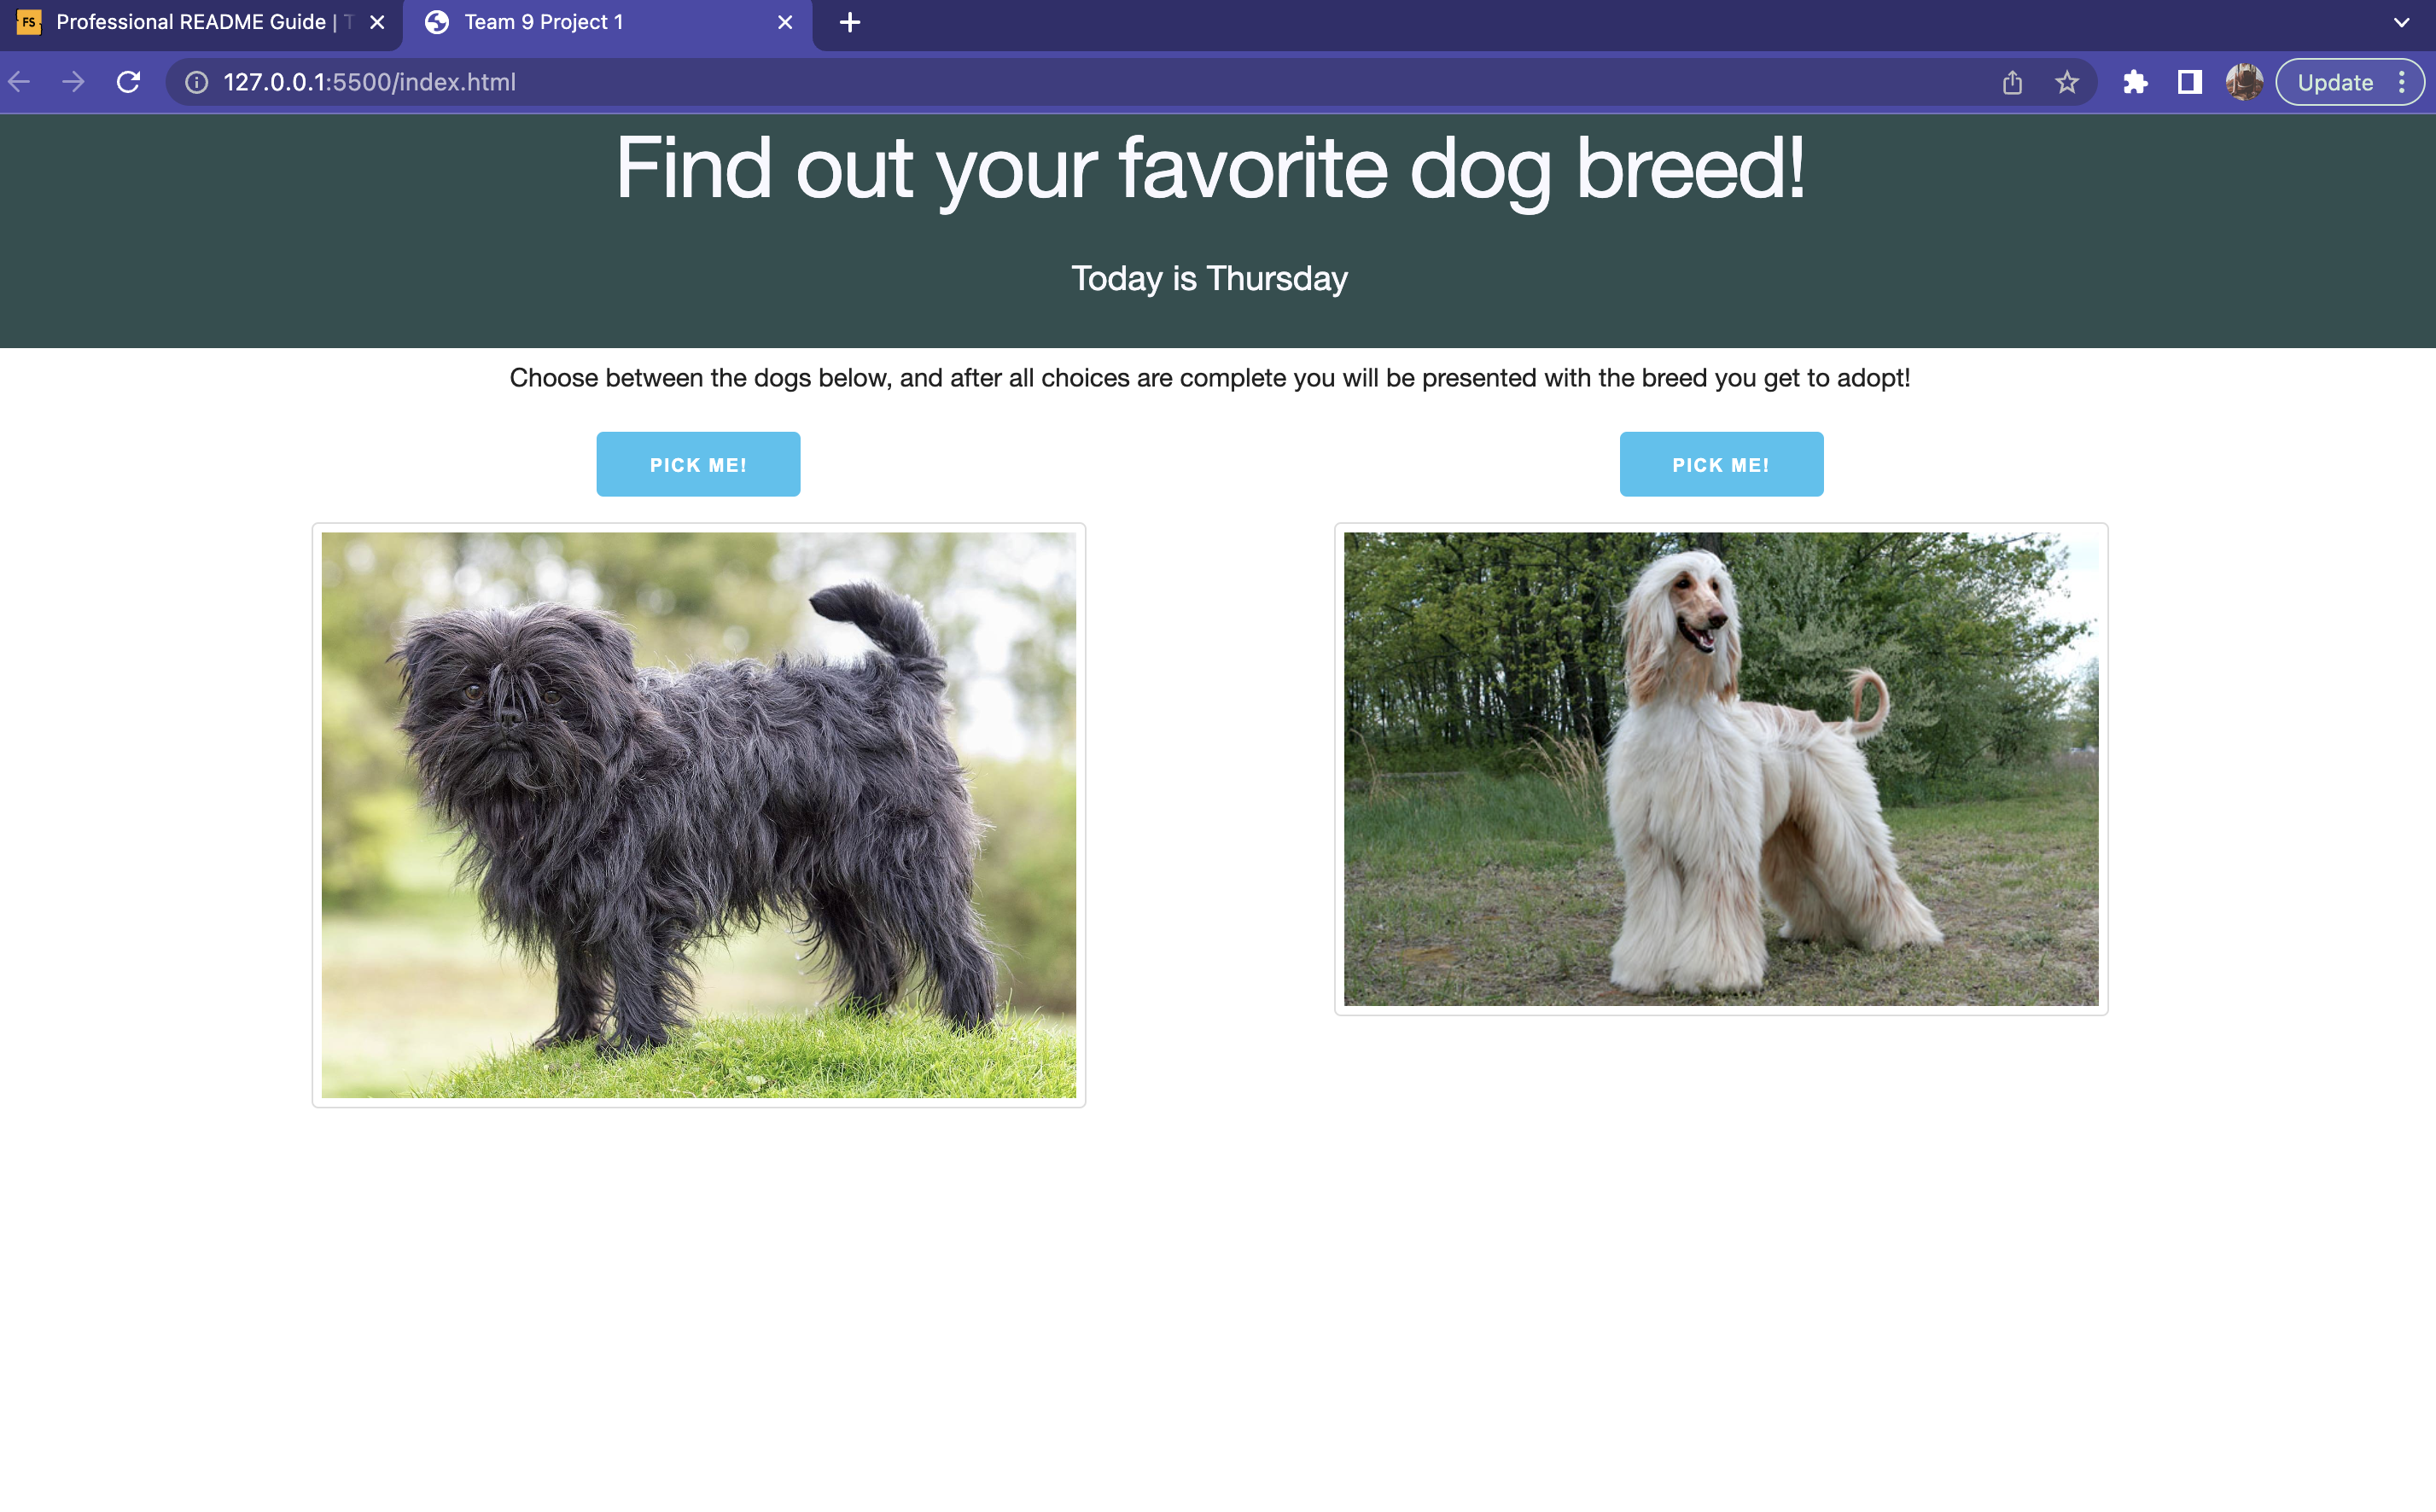 FS Professional README Guide | T
Team 9 Project 1
127.0.0.1:5500/index.html
Update
Find out your favorite dog breed!
Today is Thursday
Choose between the dogs below, and after all choices are complete you will be presented with the breed you get to adopt!
PICK ME!
PICK ME!